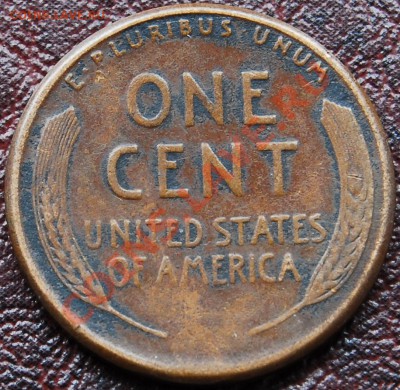 E·PLURIBUS UNUM
ONE
CENT
UNITED STATES
OF AMERICA